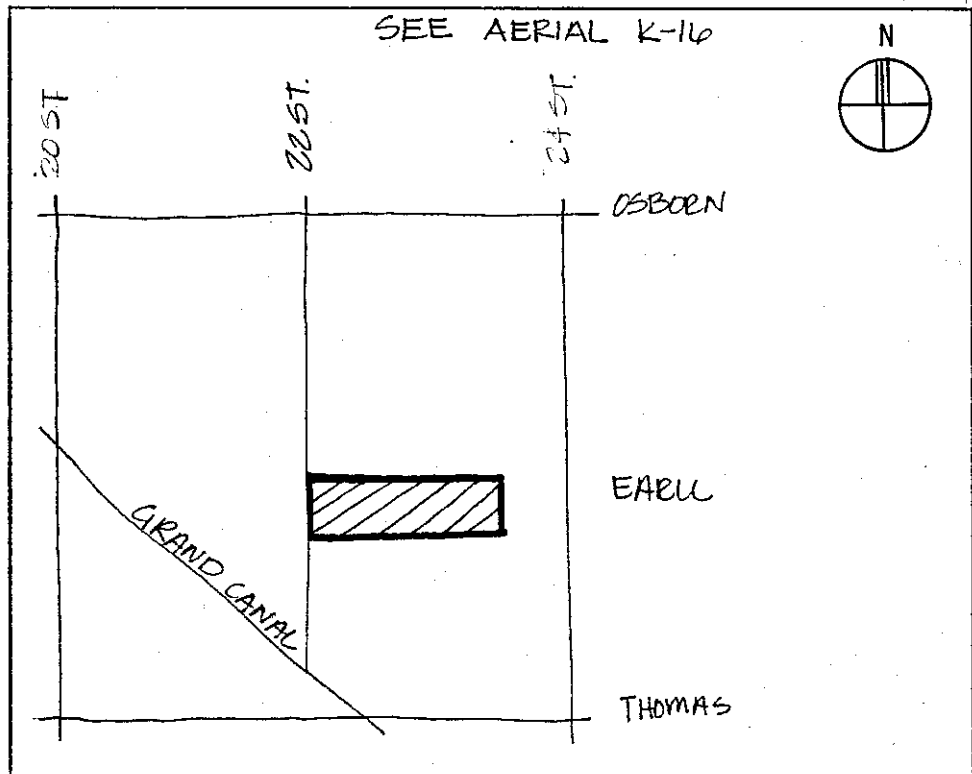 SEE AERIAL K-16
N
20 ST
22 ST.
24 ST.
OSBORN
EARLL
GRAND CANAL
THOMAS